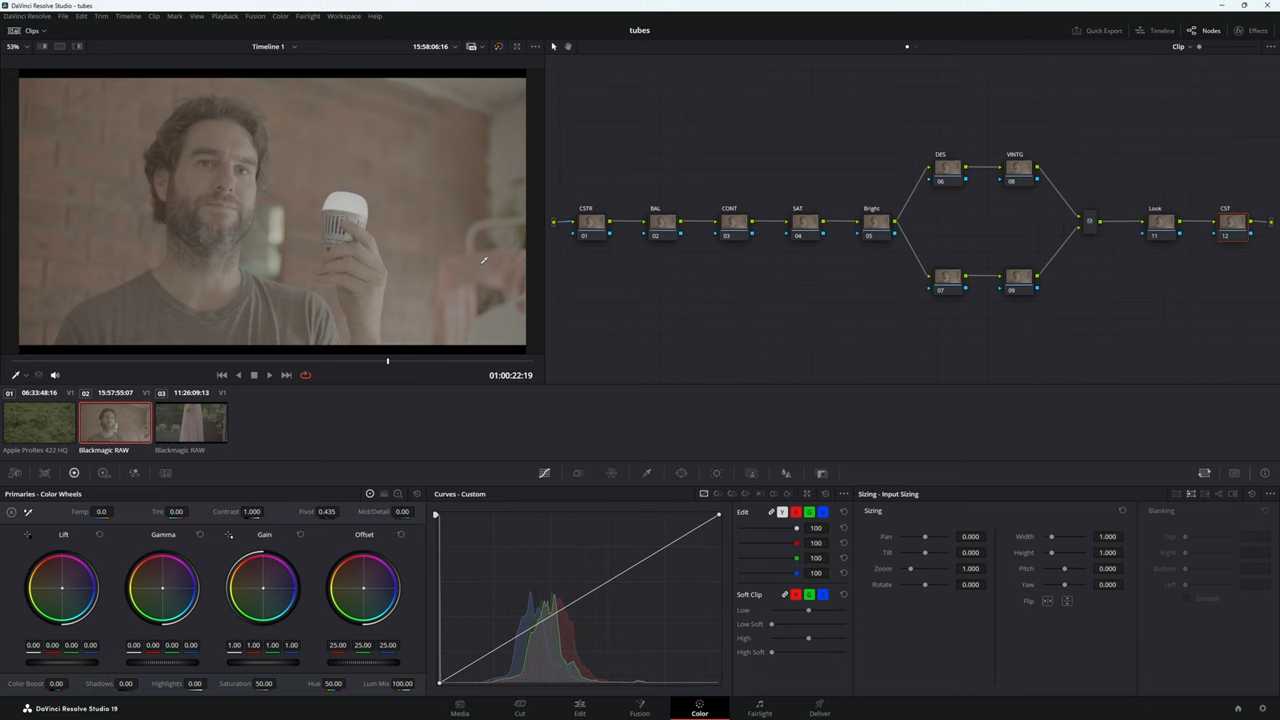 DaVinci Resolve Studio - tubes
DaVinci Resolve File Edit Trim Timeline Clip Mark View Playback Fusion Color Fairlight Workspace Help
Clips tubes Quick Export Timeline Nodes Effects
53% Timeline 1 15:58:06:16 Clip
DES VINTG
06 08
CSTR BAL CONT SAT Bright Look CST
01 02 03 04 05 11 12
07 09
01:00:22:19
01 06:33:48:16 V1 02 15:57:55:07 V1 03 11:26:09:13 V1
Apple ProRes 422 HQ Blackmagic RAW Blackmagic RAW
Primaries - Color Wheels Curves - Custom Sizing - Input Sizing
Temp 0.0 Tint 0.00 Contrast 1.000 Pivot 0.435 Mid/Detail 0.00 Edit Y R G B Sizing Blanking
Lift Gamma Gain Offset 100
Pan 0.000 Width 1.000 Top
100
Tilt 0.000 Height 1.000 Right
100
Zoom 1.000 Pitch 0.000 Bottom
100
Rotate 0.000 Yaw 0.000 Left
Soft Clip R G B Flip Smooth
Low
Low Soft
High
0.00 0.00 0.00 0.00 0.00 0.00 0.00 0.00 1.00 1.00 1.00 1.00 25.00 25.00 25.00
High Soft
Color Boost 0.00 Shadows 0.00 Highlights 0.00 Saturation 50.00 Hue 50.00 Lum Mix 100.00
DaVinci Resolve Studio 19 Media Cut Edit Fusion Color Fairlight Deliver